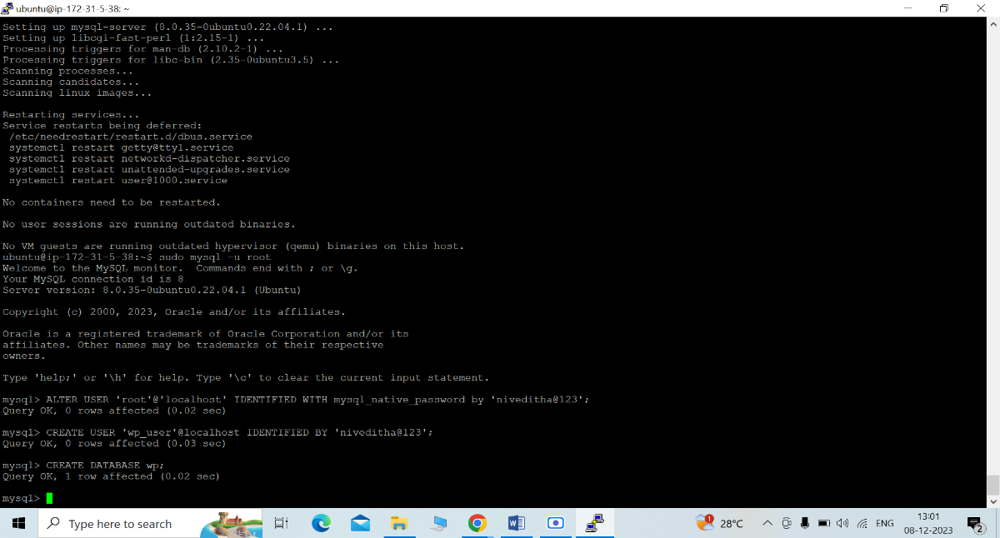 ubuntu@ip-172-31-5-38: ~
Setting up mysql-server (8.0.35-0ubuntu0.22.04.1) ...
Setting up libcgi-fast-perl (1:2.15-1) ...
Processing triggers for man-db (2.10.2-1) ...
Processing triggers for libc-bin (2.35-0ubuntu3.5) ...
Scanning processes...
Scanning candidates...
Scanning linux images...
Restarting services...
Service restarts being deferred:
/etc/needrestart/restart.d/dbus.service
systemctl restart getty@tty1.service
systemctl restart networkd-dispatcher.service
systemctl restart unattended-upgrades.service
systemctl restart user@1000.service
No containers need to be restarted.
No user sessions are running outdated binaries.
No VM guests are running outdated hypervisor (qemu) binaries on this host.
ubuntu@ip-172-31-5-38:~$ sudo mysql -u root
Welcome to the MySQL monitor.  Commands end with ; or \g.
Your MySQL connection id is 8
Server version: 8.0.35-0ubuntu0.22.04.1 (Ubuntu)
Copyright (c) 2000, 2023, Oracle and/or its affiliates.
Oracle is a registered trademark of Oracle Corporation and/or its
affiliates. Other names may be trademarks of their respective
owners.
Type 'help;' or '\h' for help. Type '\c' to clear the current input statement.
mysql> ALTER USER 'root'@'localhost' IDENTIFIED WITH mysql_native_password by 'niveditha@123';
Query OK, 0 rows affected (0.02 sec)
mysql> CREATE USER 'wp_user'@localhost IDENTIFIED BY 'niveditha@123';
Query OK, 0 rows affected (0.03 sec)
mysql> CREATE DATABASE wp;
Query OK, 1 row affected (0.02 sec)
mysql>
Type here to search
1
28°C
ENG
13:01
08-12-2023
2